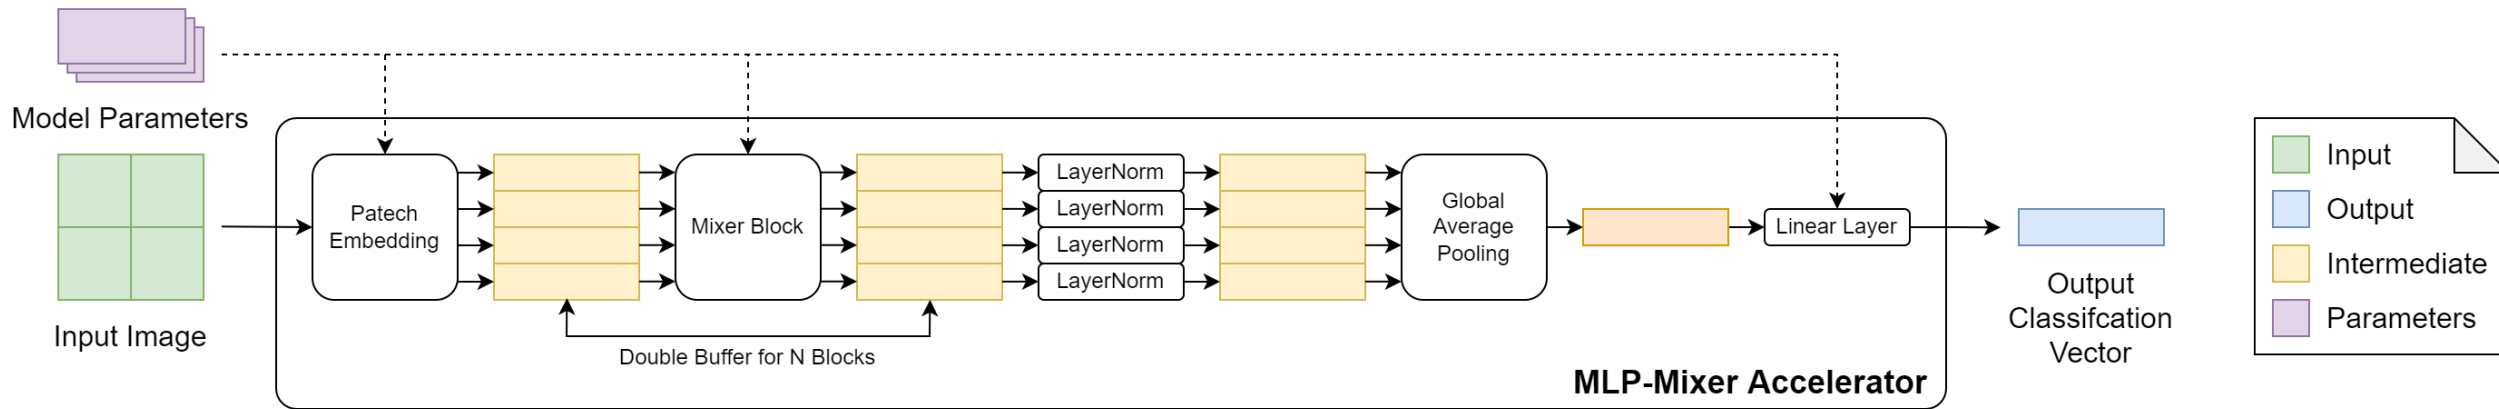 Model Parameters
Input Image
Patech
Embedding
Mixer Block
Double Buffer for N Blocks
LayerNorm
LayerNorm
LayerNorm
LayerNorm
Global
Average
Pooling
Linear Layer
MLP-Mixer Accelerator
Output
Classifcation
Vector
Input
Output
Intermediate
Parameters